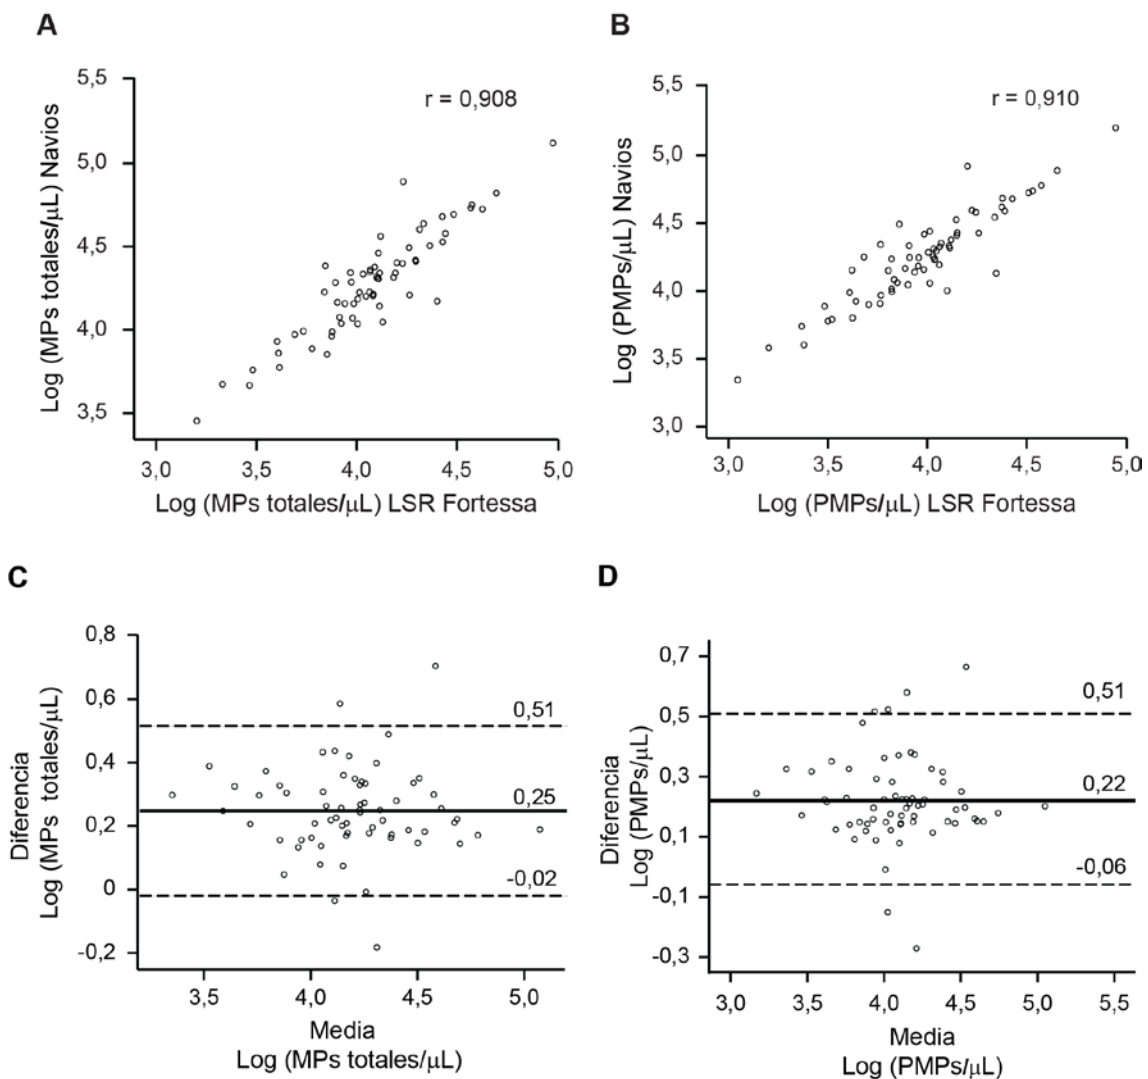 A
Log (MPs totales/μL) Navios
5,5
5,0
4,5
4,0
3,5
r = 0,908
3,0 3,5 4,0 4,5 5,0
Log (MPs totales/μL) LSR Fortessa
B
Log (PMPs/μL) Navios
5,5
5,0
4,5
4,0
3,5
3,0
r = 0,910
3,0 3,5 4,0 4,5 5,0
Log (PMPs/μL) LSR Fortessa
C
Diferencia
Log (MPs totales/μL)
0,8
0,6
0,4
0,2
0
-0,2
0,51
0,25
-0,02
3,5 4,0 4,5 5,0
Media
Log (MPs totales/μL)
D
Diferencia
Log (PMPs/μL)
0,7
0,5
0,3
0,1
-0,1
-0,3
0,51
0,22
-0,06
3,0 3,5 4,0 4,5 5,0 5,5
Media
Log (PMPs/μL)